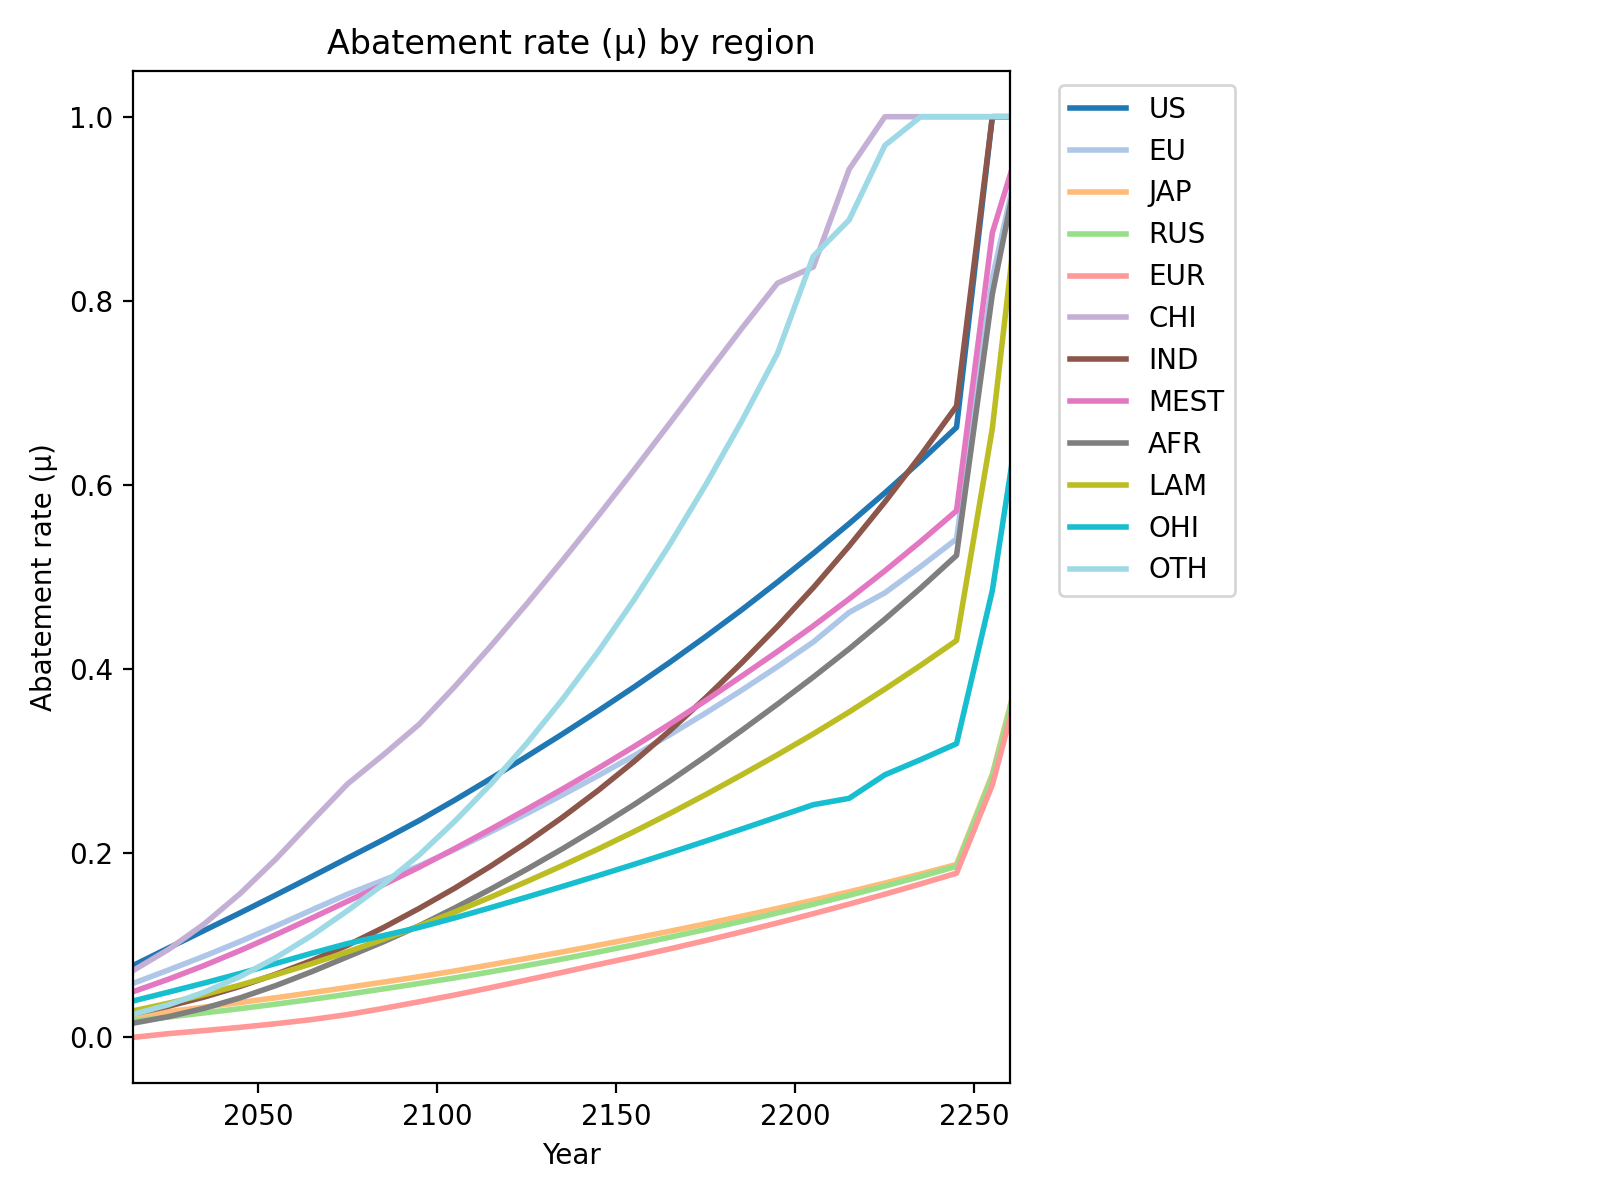 Abatement rate (μ) by region
Abatement rate (μ)
1.0
0.8
0.6
0.4
0.2
0.0
2050
2100
2150
2200
2250
Year
US
EU
JAP
RUS
EUR
CHI
IND
MEST
AFR
LAM
OHI
OTH